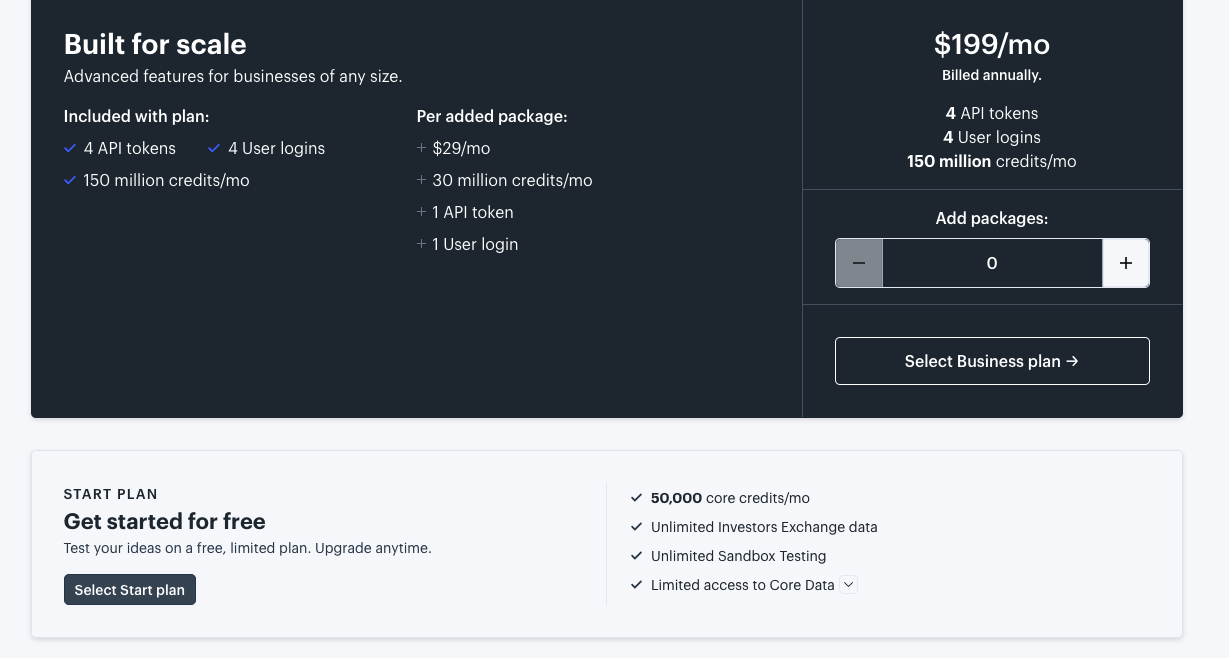 Built for scale
Advanced features for businesses of any size.
Included with plan:
4 API tokens
4 User logins
150 million credits/mo
Per added package:
+ $29/mo
+ 30 million credits/mo
+ 1 API token
+ 1 User login
$199/mo
Billed annually.
4 API tokens
4 User logins
150 million credits/mo
Add packages:
− 0 +
Select Business plan →
START PLAN
Get started for free
Test your ideas on a free, limited plan. Upgrade anytime.
Select Start plan
50,000 core credits/mo
Unlimited Investors Exchange data
Unlimited Sandbox Testing
Limited access to Core Data